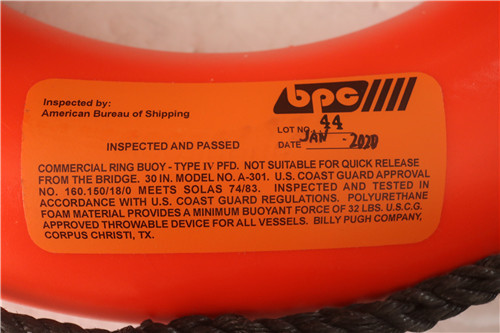 Inspected by:
American Bureau of Shipping
bpc
LOT NO. 44
INSPECTED AND PASSED
DATE JAN - 2020
COMMERCIAL RING BUOY - TYPE IV PFD. NOT SUITABLE FOR QUICK RELEASE
FROM THE BRIDGE. 30 IN. MODEL NO. A-301. U.S. COAST GUARD APPROVAL
NO. 160.150/18/0 MEETS SOLAS 74/83. INSPECTED AND TESTED IN
ACCORDANCE WITH U.S. COAST GUARD REGULATIONS. POLYURETHANE
FOAM MATERIAL PROVIDES A MINIMUM BUOYANT FORCE OF 32 LBS. U.S.C.G.
APPROVED THROWABLE DEVICE FOR ALL VESSELS. BILLY PUGH COMPANY,
CORPUS CHRISTI, TX.